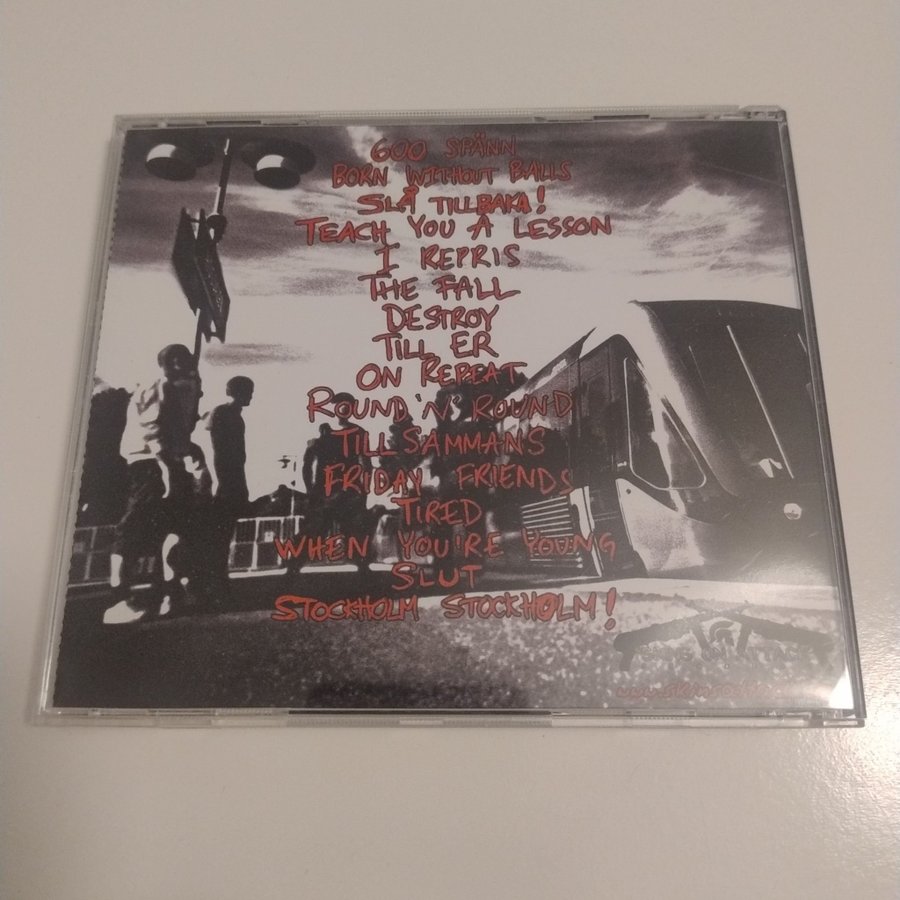 600 SPÄNN
BORN WITHOUT BALLS
SLÅ TILLBAKA!
TEACH YOU A LESSON
I REPRIS
THE FALL
DESTROY
TILL ER
ON REPEAT
ROUND 'N' ROUND
TILLSAMMANS
FRIDAY FRIENDS
TIRED
WHEN YOU'RE YOUNG
SLUT
STOCKHOLM STOCKHOLM!